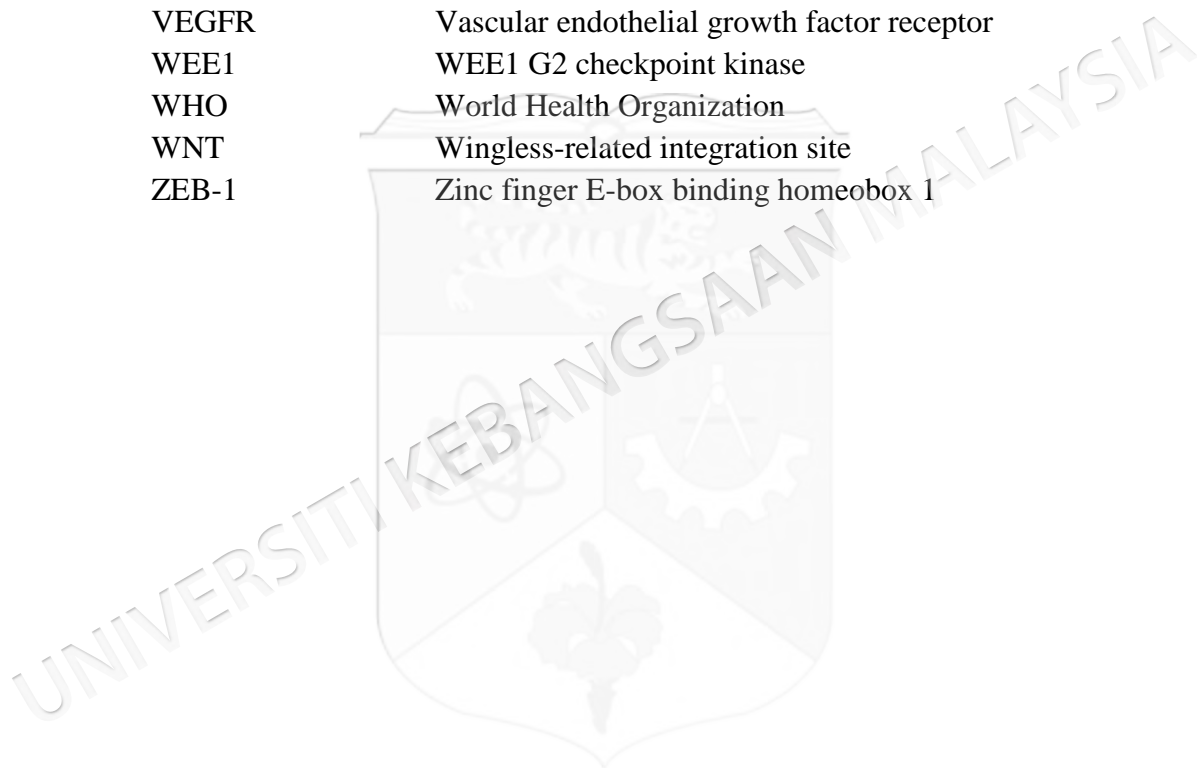 VEGFR Vascular endothelial growth factor receptor
WEE1 WEE1 G2 checkpoint kinase
WHO World Health Organization
WNT Wingless-related integration site
ZEB-1 Zinc finger E-box binding homeobox 1
UNIVERSITI KEBANGSAAN MALAYSIA